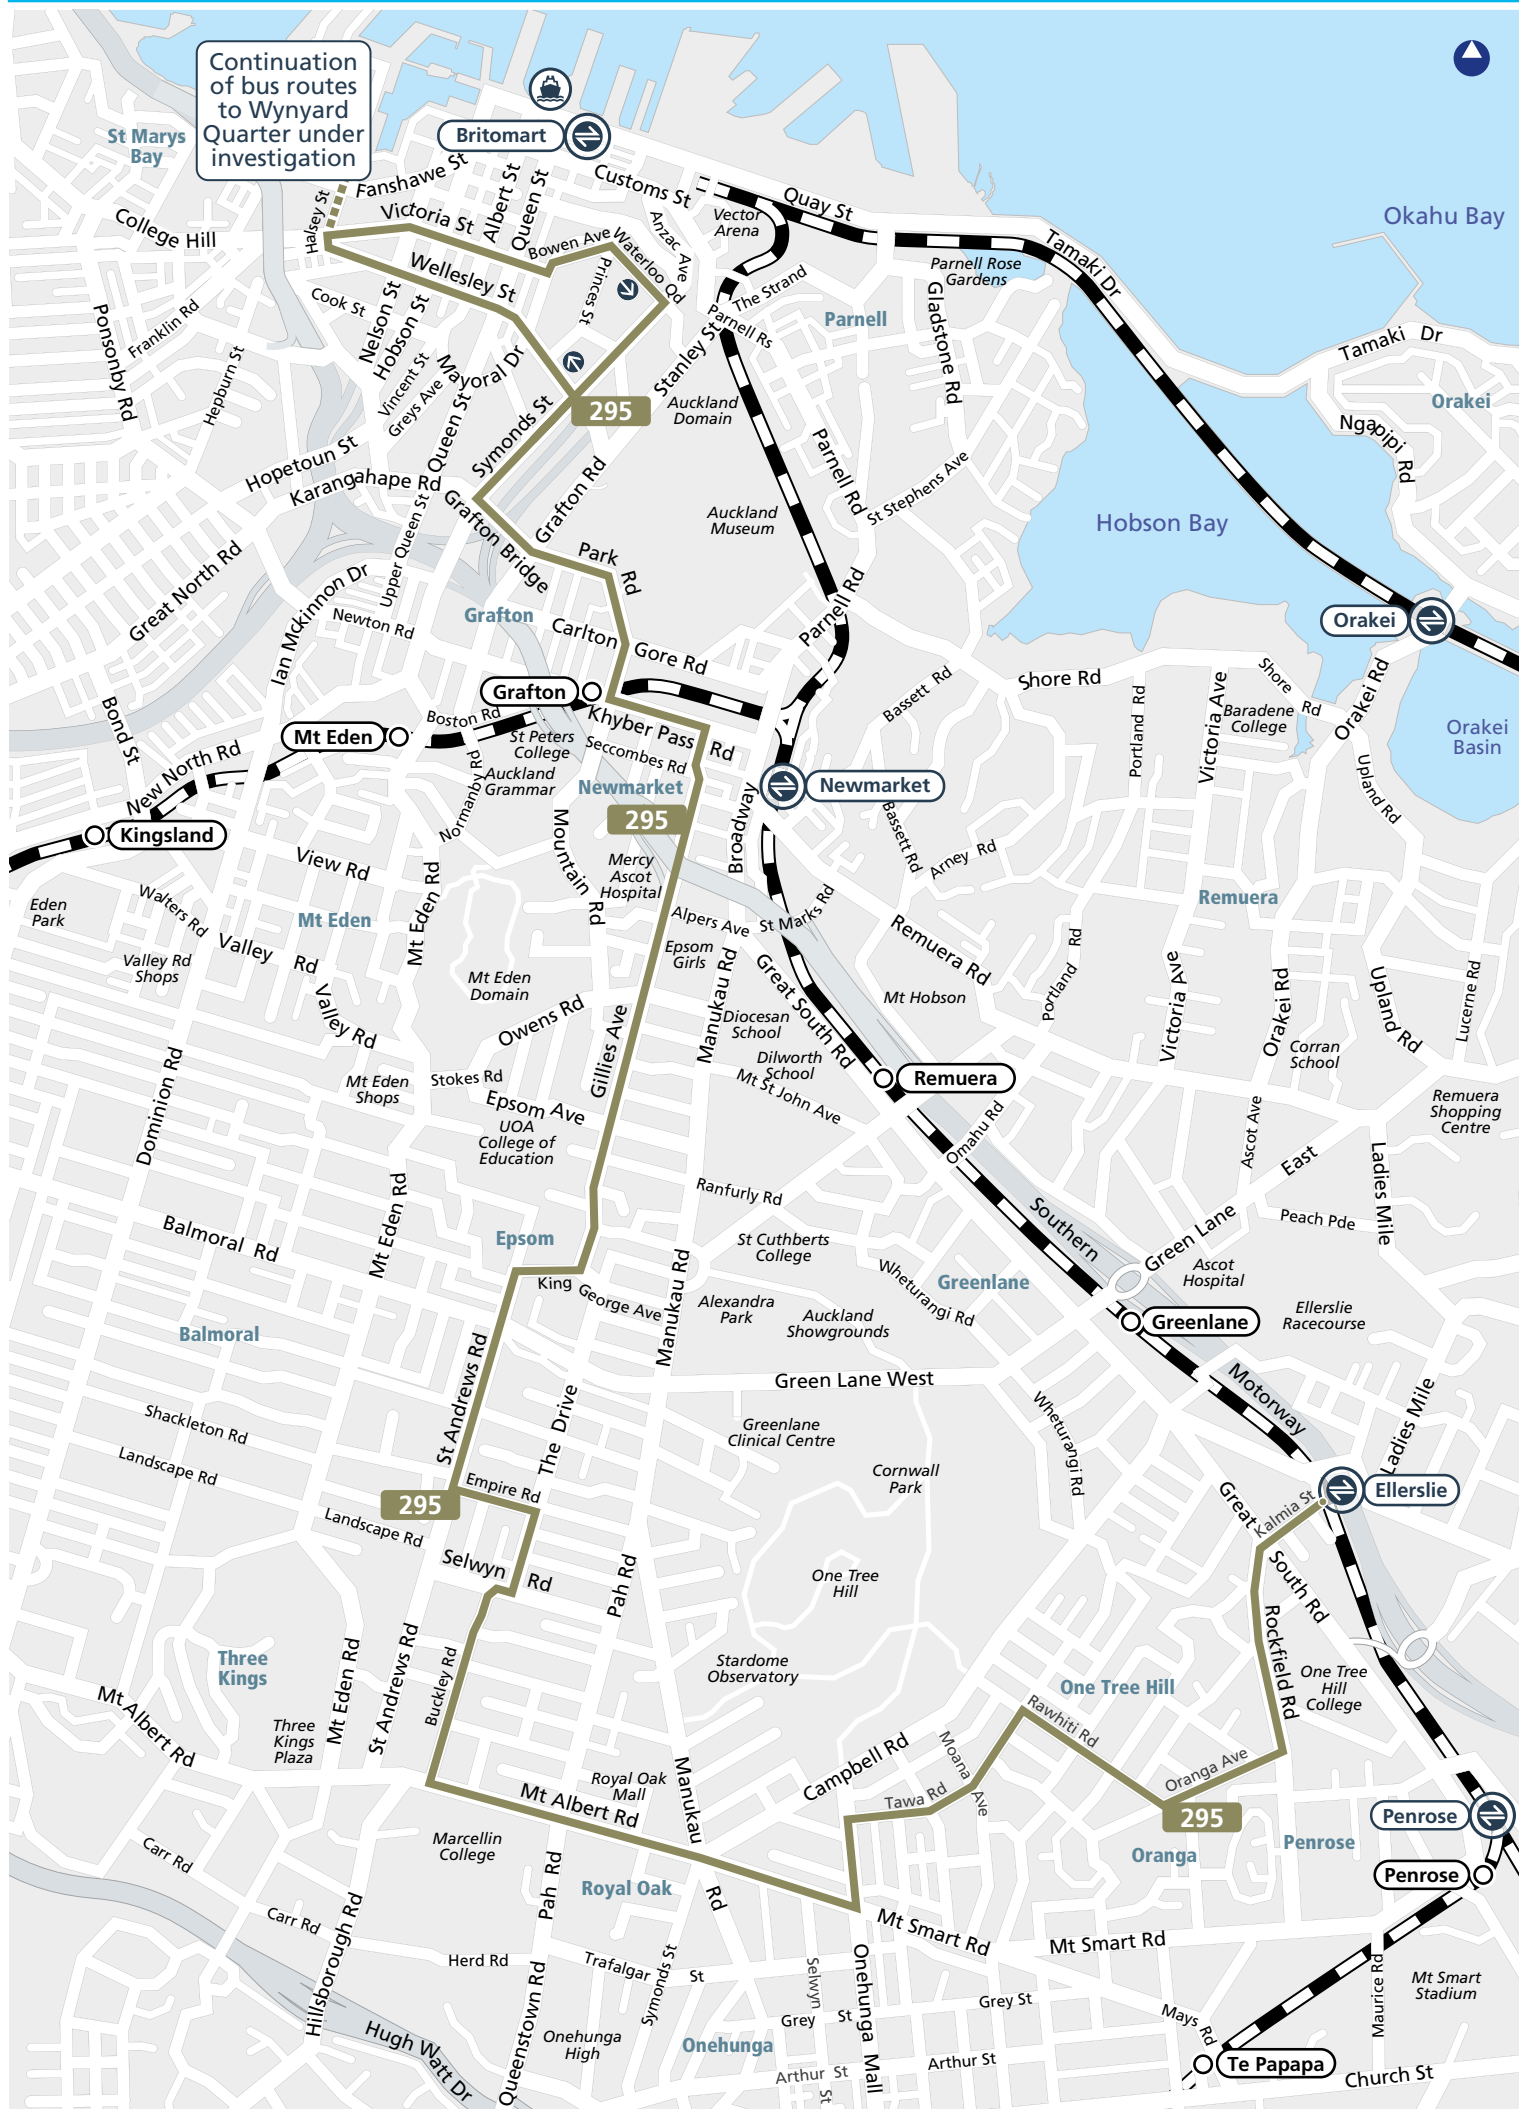 Continuation
of bus routes
to Wynyard
Quarter under
investigation
St Marys
Bay
Britomart
Fanshawe St
Halsey St
College Hill
Victoria St
Albert St
Queen St
Customs St
Quay St
Vector
Arena
Anzac Ave
Bowen Ave
Waterloo Qd
Princes St
Wellesley St
Cook St
Nelson St
Hobson St
Vincent St
Greys Ave
Mayoral Dr
Queen St
Franklin Rd
Ponsonby Rd
Hepburn St
The Strand
Parnell Rs
Stanley St
Parnell
Parnell Rose
Gardens
Gladstone Rd
Tamaki Dr
Okahu Bay
Tamaki Dr
Orakei
Ngapipi Rd
Auckland
Domain
295
Symonds St
Hopetoun St
Karangahape Rd
Grafton Bridge
Grafton Rd
Parnell Rd
St Stephens Ave
Auckland
Museum
Hobson Bay
Great North Rd
Upper Queen St
Ian Mckinnon Dr
Newton Rd
Park Rd
Grafton
Carlton Gore Rd
Parnell Rd
Orakei
Grafton
Mt Eden
Boston Rd
Bond St
New North Rd
Kingsland
Khyber Pass Rd
St Peters
College
Seccombes Rd
Auckland
Grammar
Normanby Rd
Newmarket
295
Newmarket
Broadway
Bassett Rd
Bassett Rd
Arney Rd
Shore Rd
Shore Rd
Portland Rd
Victoria Ave
Baradene
College
Orakei Rd
Orakei
Basin
Upland Rd
Eden
Park
View Rd
Mt Eden
Mt Eden Rd
Walters Rd
Valley Rd
Valley Rd
Shops
Valley Rd
Mountain Rd
Mercy
Ascot
Hospital
Alpers Ave
St Marks Rd
Epsom
Girls
Remuera Rd
Remuera
Mt Eden
Domain
Owens Rd
Gillies Ave
Manukau Rd
Great South Rd
Mt Hobson
Portland Rd
Victoria Ave
Orakei Rd
Upland Rd
Lucerne Rd
Diocesan
School
Dilworth
School
Mt St John Ave
Remuera
Corran
School
Remuera
Shopping
Centre
Dominion Rd
Mt Eden
Shops
Stokes Rd
Epsom Ave
UOA
College of
Education
Omahu Rd
Ascot Ave
East
Ladies Mile
Mt Eden Rd
Ranfurly Rd
Balmoral Rd
Epsom
St Cuthberts
College
Southern
Green Lane
Peach Pde
Ascot
Hospital
King George Ave
Manukau Rd
Wheturangi Rd
Greenlane
Alexandra
Park
Auckland
Showgrounds
Greenlane
Ellerslie
Racecourse
Balmoral
St Andrews Rd
The Drive
Green Lane West
Motorway
Shackleton Rd
Landscape Rd
Greenlane
Clinical Centre
Wheturangi Rd
Ladies Mile
Cornwall
Park
Empire Rd
295
Landscape Rd
Selwyn Rd
Great South Rd
Kalmia St
Ellerslie
One Tree
Hill
Pah Rd
Rockfield Rd
Three
Kings
Mt Eden Rd
St Andrews Rd
Buckley Rd
Stardome
Observatory
One Tree Hill
One Tree
Hill
College
Mt Albert Rd
Three
Kings
Plaza
Rawhiti Rd
Moana Ave
Campbell Rd
Oranga Ave
Tawa Rd
Royal Oak
Mall
Manukau Rd
Mt Albert Rd
295
Penrose
Penrose
Oranga
Penrose
Marcellin
College
Carr Rd
Pah Rd
Royal Oak
Carr Rd
Hillsborough Rd
Mt Smart Rd
Mt Smart Rd
Herd Rd
Trafalgar St
Symonds St
Selwyn St
Onehunga Mall
Grey St
Grey St
Maurice Rd
Mt Smart
Stadium
Mays Rd
Queenstown Rd
Onehunga
High
Onehunga
Hugh Watt Dr
Arthur St
Arthur St
Te Papapa
Church St